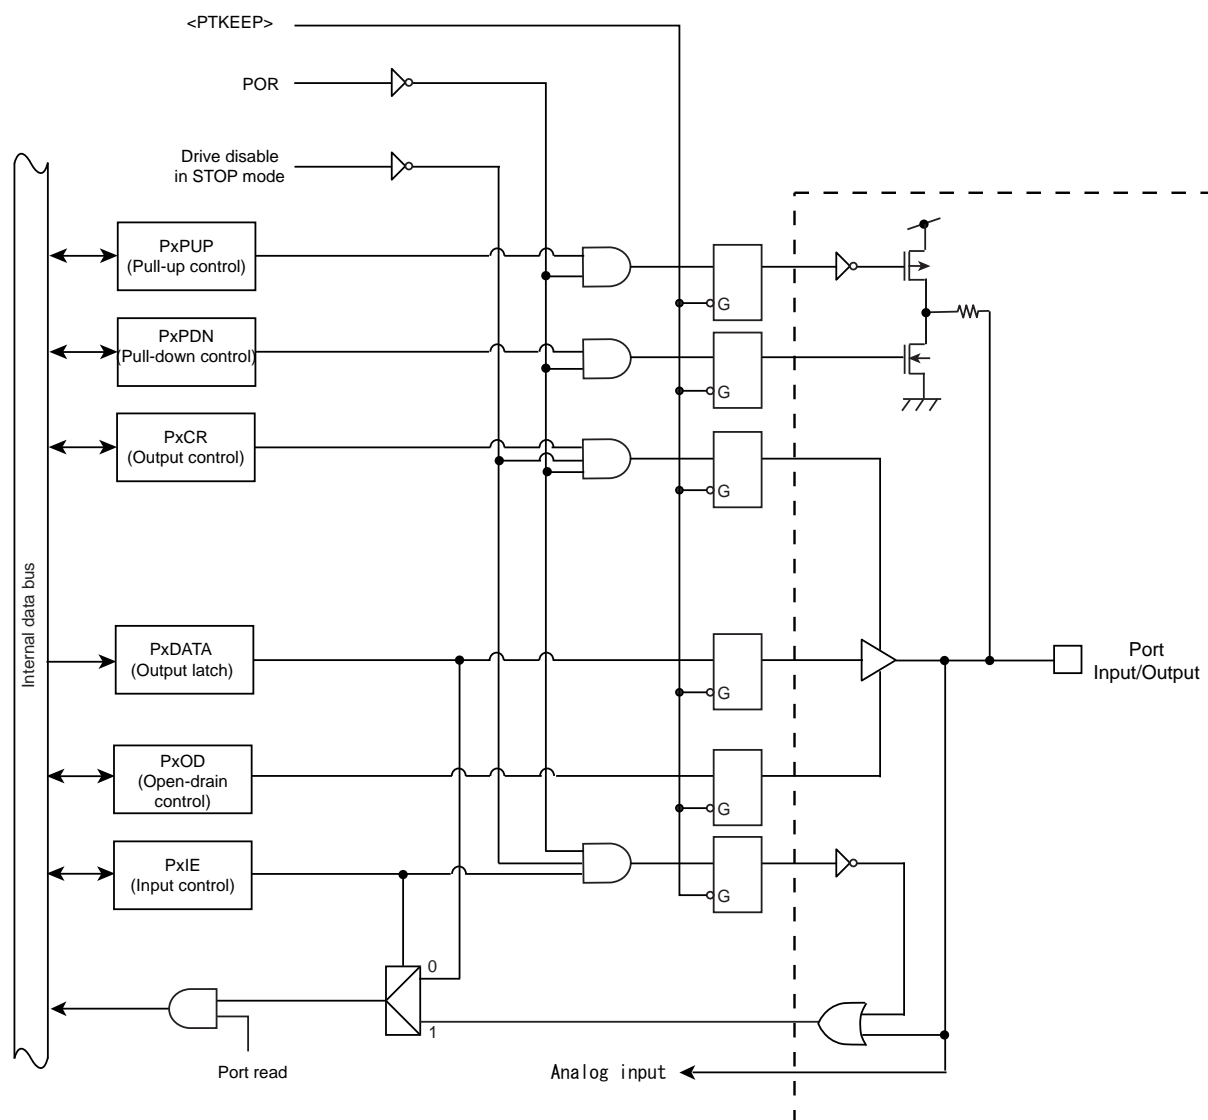 <PTKEEP>
POR
Drive disable
in STOP mode
PxPUP
(Pull-up control)
G
PxPDN
(Pull-down control)
G
PxCR
(Output control)
G
Internal data bus
PxDATA
(Output latch)
G
Port
Input/Output
PxOD
(Open-drain
control)
G
PxIE
(Input control)
G
0
1
Port read
Analog input